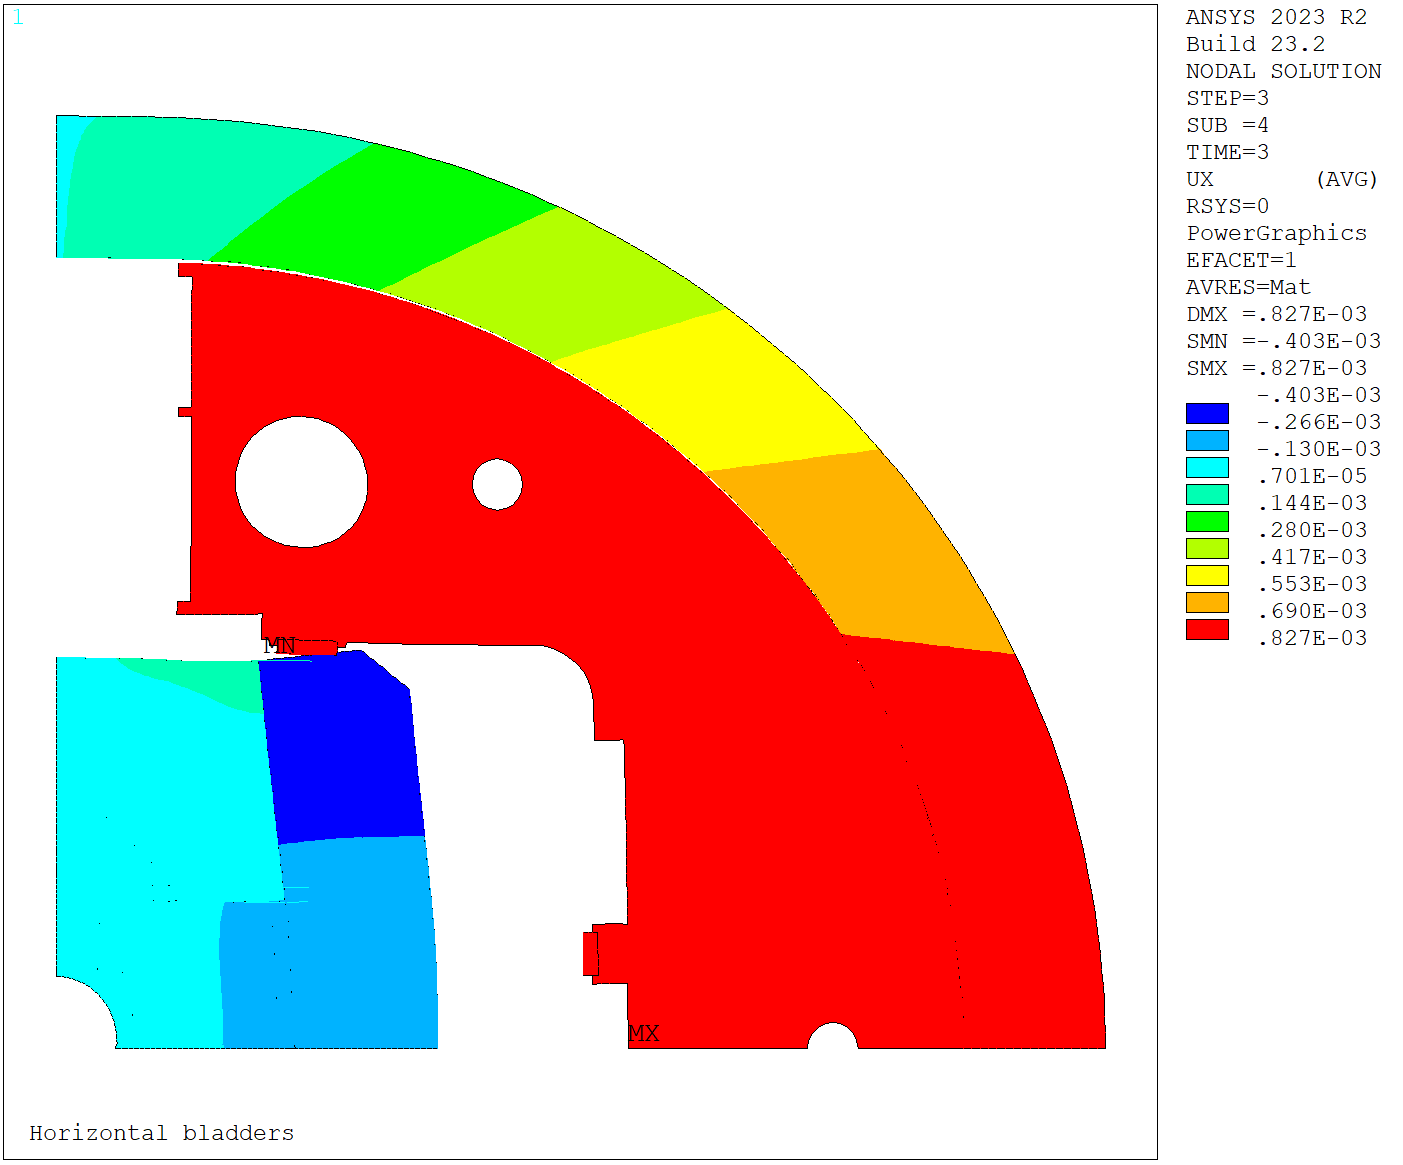 1
ANSYS 2023 R2
Build 23.2
NODAL SOLUTION
STEP=3
SUB =4
TIME=3
UX (AVG)
RSYS=0
PowerGraphics
EFACET=1
AVRES=Mat
DMX =.827E-03
SMN =-.403E-03
SMX =.827E-03
-.403E-03
-.266E-03
-.130E-03
.701E-05
.144E-03
.280E-03
.417E-03
.553E-03
.690E-03
.827E-03
MN
MX
Horizontal bladders